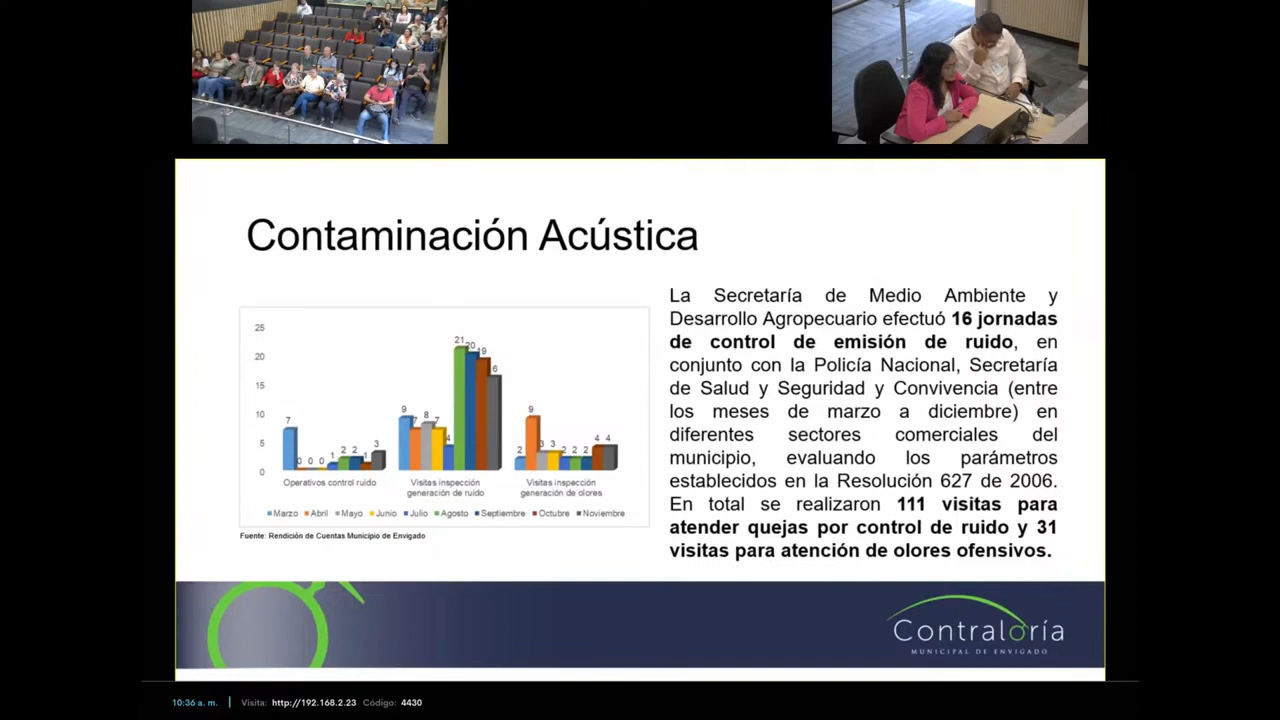 Contaminación Acústica
25
20
15
10
5
0
7 0 0 0 1 2 2 1 3
9 7 8 7 4 21 20 19 6
2 9 3 3 2 2 2 4 4
Operativos control ruido
Visitas inspección
generación de ruido
Visitas inspección
generación de olores
Marzo Abril Mayo Junio Julio Agosto Septiembre Octubre Noviembre
Fuente: Rendición de Cuentas Municipio de Envigado
La Secretaría de Medio Ambiente y
Desarrollo Agropecuario efectuó 16 jornadas
de control de emisión de ruido, en
conjunto con la Policía Nacional, Secretaría
de Salud y Seguridad y Convivencia (entre
los meses de marzo a diciembre) en
diferentes sectores comerciales del
municipio, evaluando los parámetros
establecidos en la Resolución 627 de 2006.
En total se realizaron 111 visitas para
atender quejas por control de ruido y 31
visitas para atención de olores ofensivos.
Contraloría
MUNICIPAL DE ENVIGADO
10:36 a. m. | Visita: http://192.168.2.23 Código: 4430